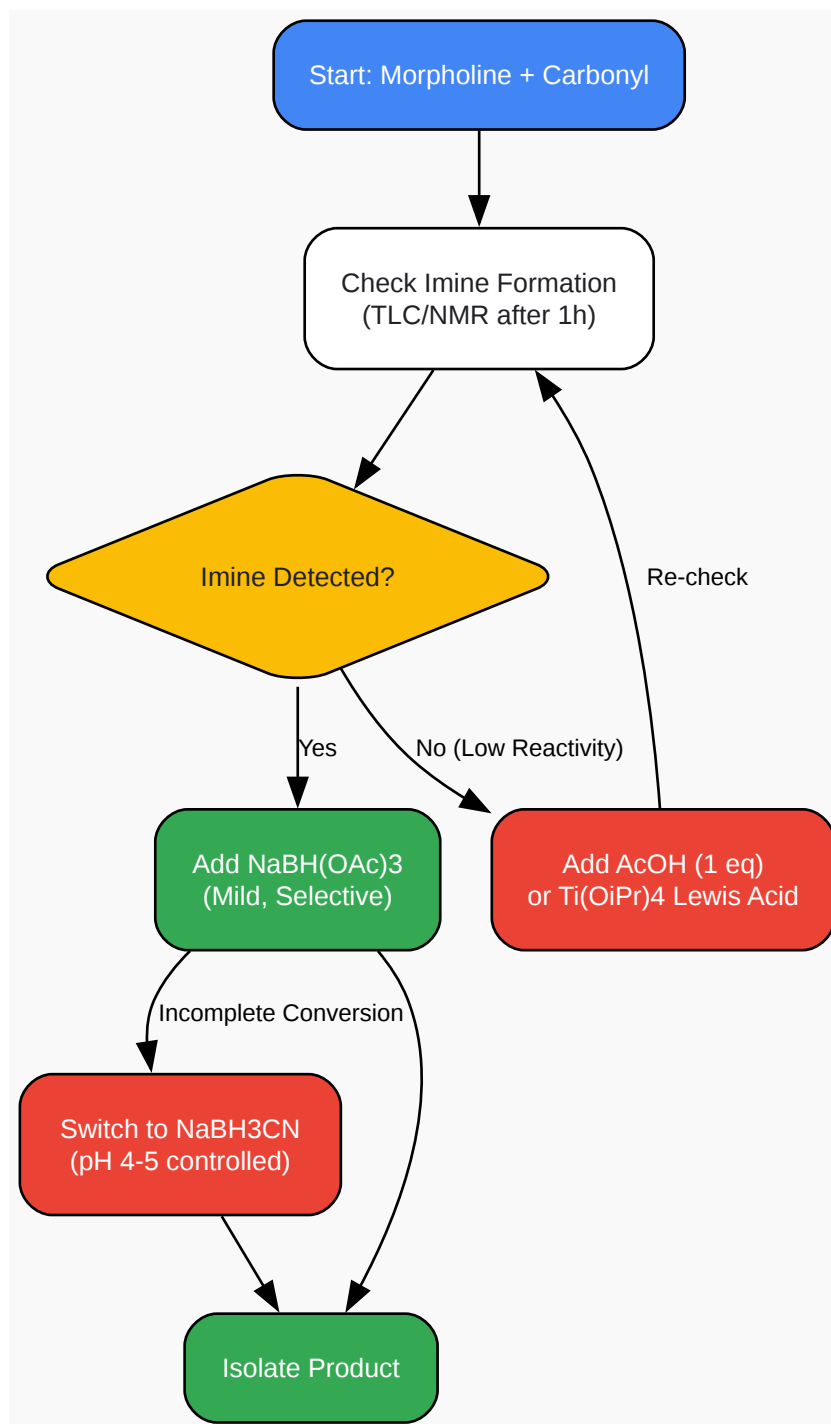 Start: Morpholine + Carbonyl
Check Imine Formation
(TLC/NMR after 1h)
Imine Detected?
Re-check
Yes
No (Low Reactivity)
Add NaBH(OAc)3
(Mild, Selective)
Add AcOH (1 eq)
or Ti(OiPr)4 Lewis Acid
Incomplete Conversion
Switch to NaBH3CN
(pH 4-5 controlled)
Isolate Product